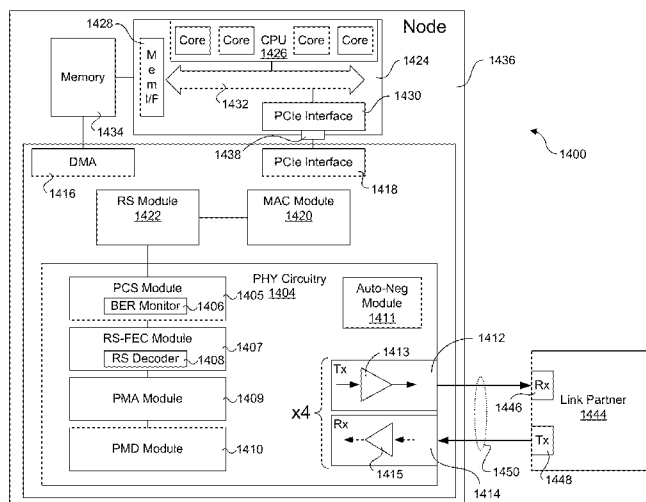 Node
1428
Core Core Core Core
CPU
1426
Mem I/F
Memory
1424
1436
1432
1430
PCIe Interface
1434
1438
1400
DMA
PCIe Interface
1416
1418
RS Module
1422
MAC Module
1420
PHY Circuitry
1404
PCS Module
1405
BER Monitor
1406
Auto-Neg
Module
1411
RS-FEC Module
1407
RS Decoder
1408
1413
1412
Tx
PMA Module
1409
x4
Rx
1446
Link Partner
1444
Rx
PMD Module
1410
Tx
1415
1414
1450
1448